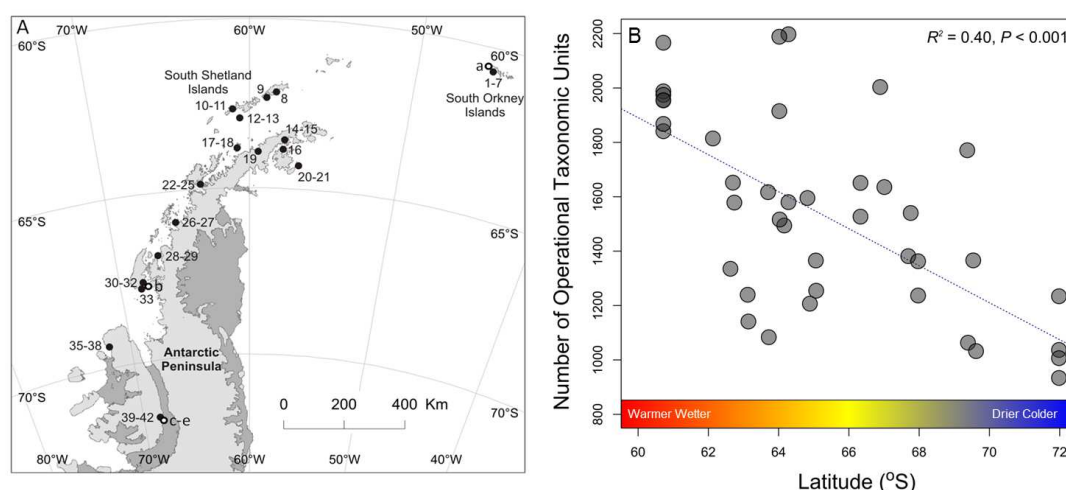 A
70°W
60°W
50°W
60°S
60°S
South Shetland
Islands
a
1-7
South Orkney
Islands
9
8
10-11
12-13
14-15
17-18
19
16
20-21
22-25
65°S
26-27
65°S
28-29
30-32
b
33
35-38
Antarctic
Peninsula
70°S
0 200 400 Km
70°S
39-42
c-e
80°W
70°W
60°W
50°W
40°W
B
R² = 0.40, P < 0.001
Number of Operational Taxonomic Units
2200
2000
1800
1600
1400
1200
1000
800
Warmer Wetter
Drier Colder
60 62 64 66 68 70 72
Latitude (°S)